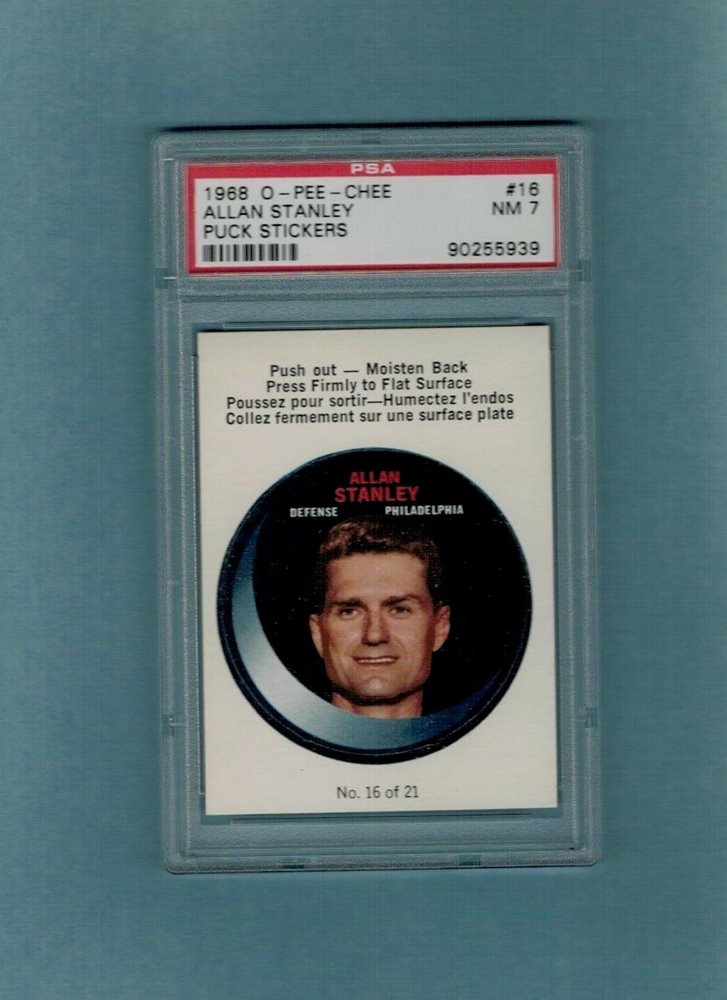 PSA
1968 O-PEE-CHEE #16
ALLAN STANLEY NM 7
PUCK STICKERS
90255939
Push out — Moisten Back
Press Firmly to Flat Surface
Poussez pour sortir—Humectez l'endos
Collez fermement sur une surface plate
ALLAN
STANLEY
DEFENSE PHILADELPHIA
No. 16 of 21